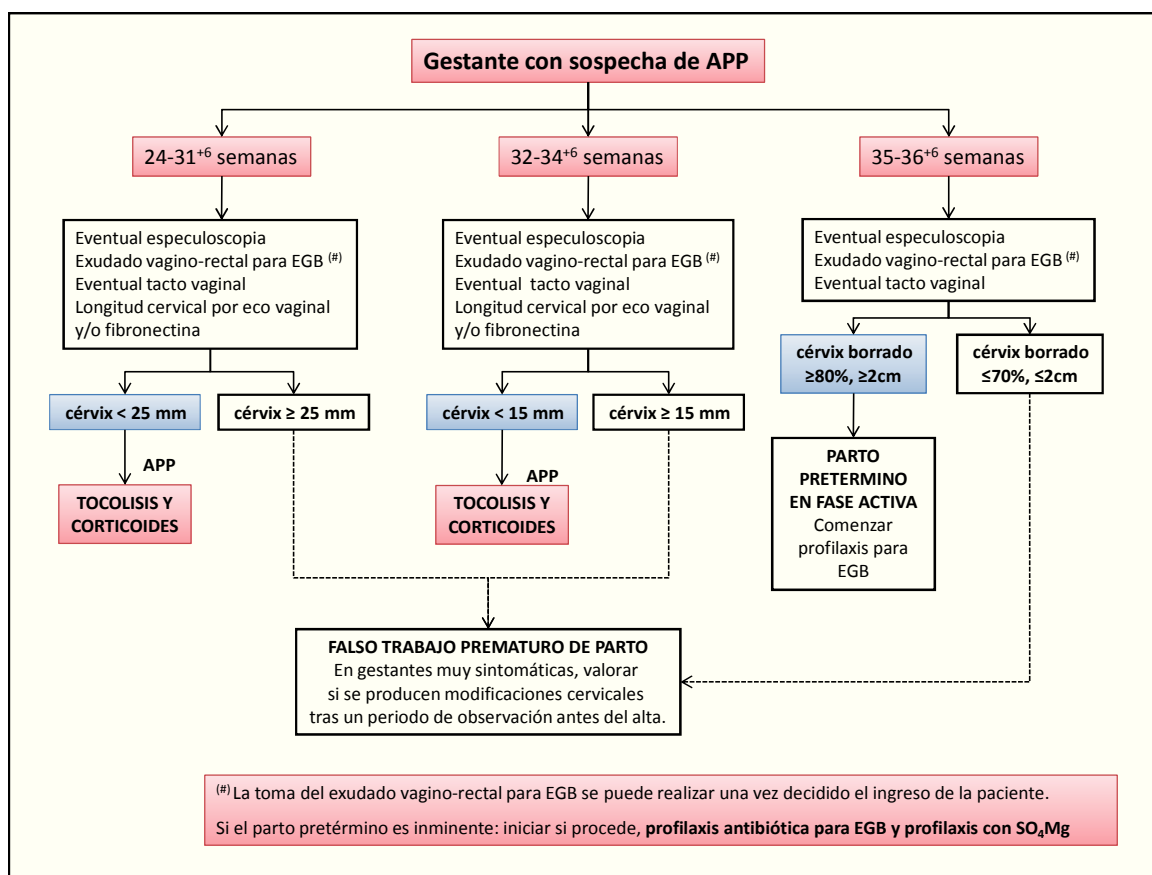 Gestante con sospecha de APP
24-31⁺⁶ semanas
32-34⁺⁶ semanas
35-36⁺⁶ semanas
Eventual especuloscopia
Exudado vagino-rectal para EGB (#)
Eventual tacto vaginal
Longitud cervical por eco vaginal
y/o fibronectina
Eventual especuloscopia
Exudado vagino-rectal para EGB (#)
Eventual tacto vaginal
Longitud cervical por eco vaginal
y/o fibronectina
Eventual especuloscopia
Exudado vagino-rectal para EGB (#)
Eventual tacto vaginal
cérvix < 25 mm
cérvix ≥ 25 mm
cérvix < 15 mm
cérvix ≥ 15 mm
cérvix borrado
≥80%, ≥2cm
cérvix borrado
≤70%, ≤2cm
APP
TOCOLISIS Y
CORTICOIDES
APP
TOCOLISIS Y
CORTICOIDES
PARTO
PRETERMINO
EN FASE ACTIVA
Comenzar
profilaxis para
EGB
FALSO TRABAJO PREMATURO DE PARTO
En gestantes muy sintomáticas, valorar
si se producen modificaciones cervicales
tras un periodo de observación antes del alta.
(#) La toma del exudado vagino-rectal para EGB se puede realizar una vez decidido el ingreso de la paciente.
Si el parto pretérmino es inminente: iniciar si procede, profilaxis antibiótica para EGB y profilaxis con SO₄Mg